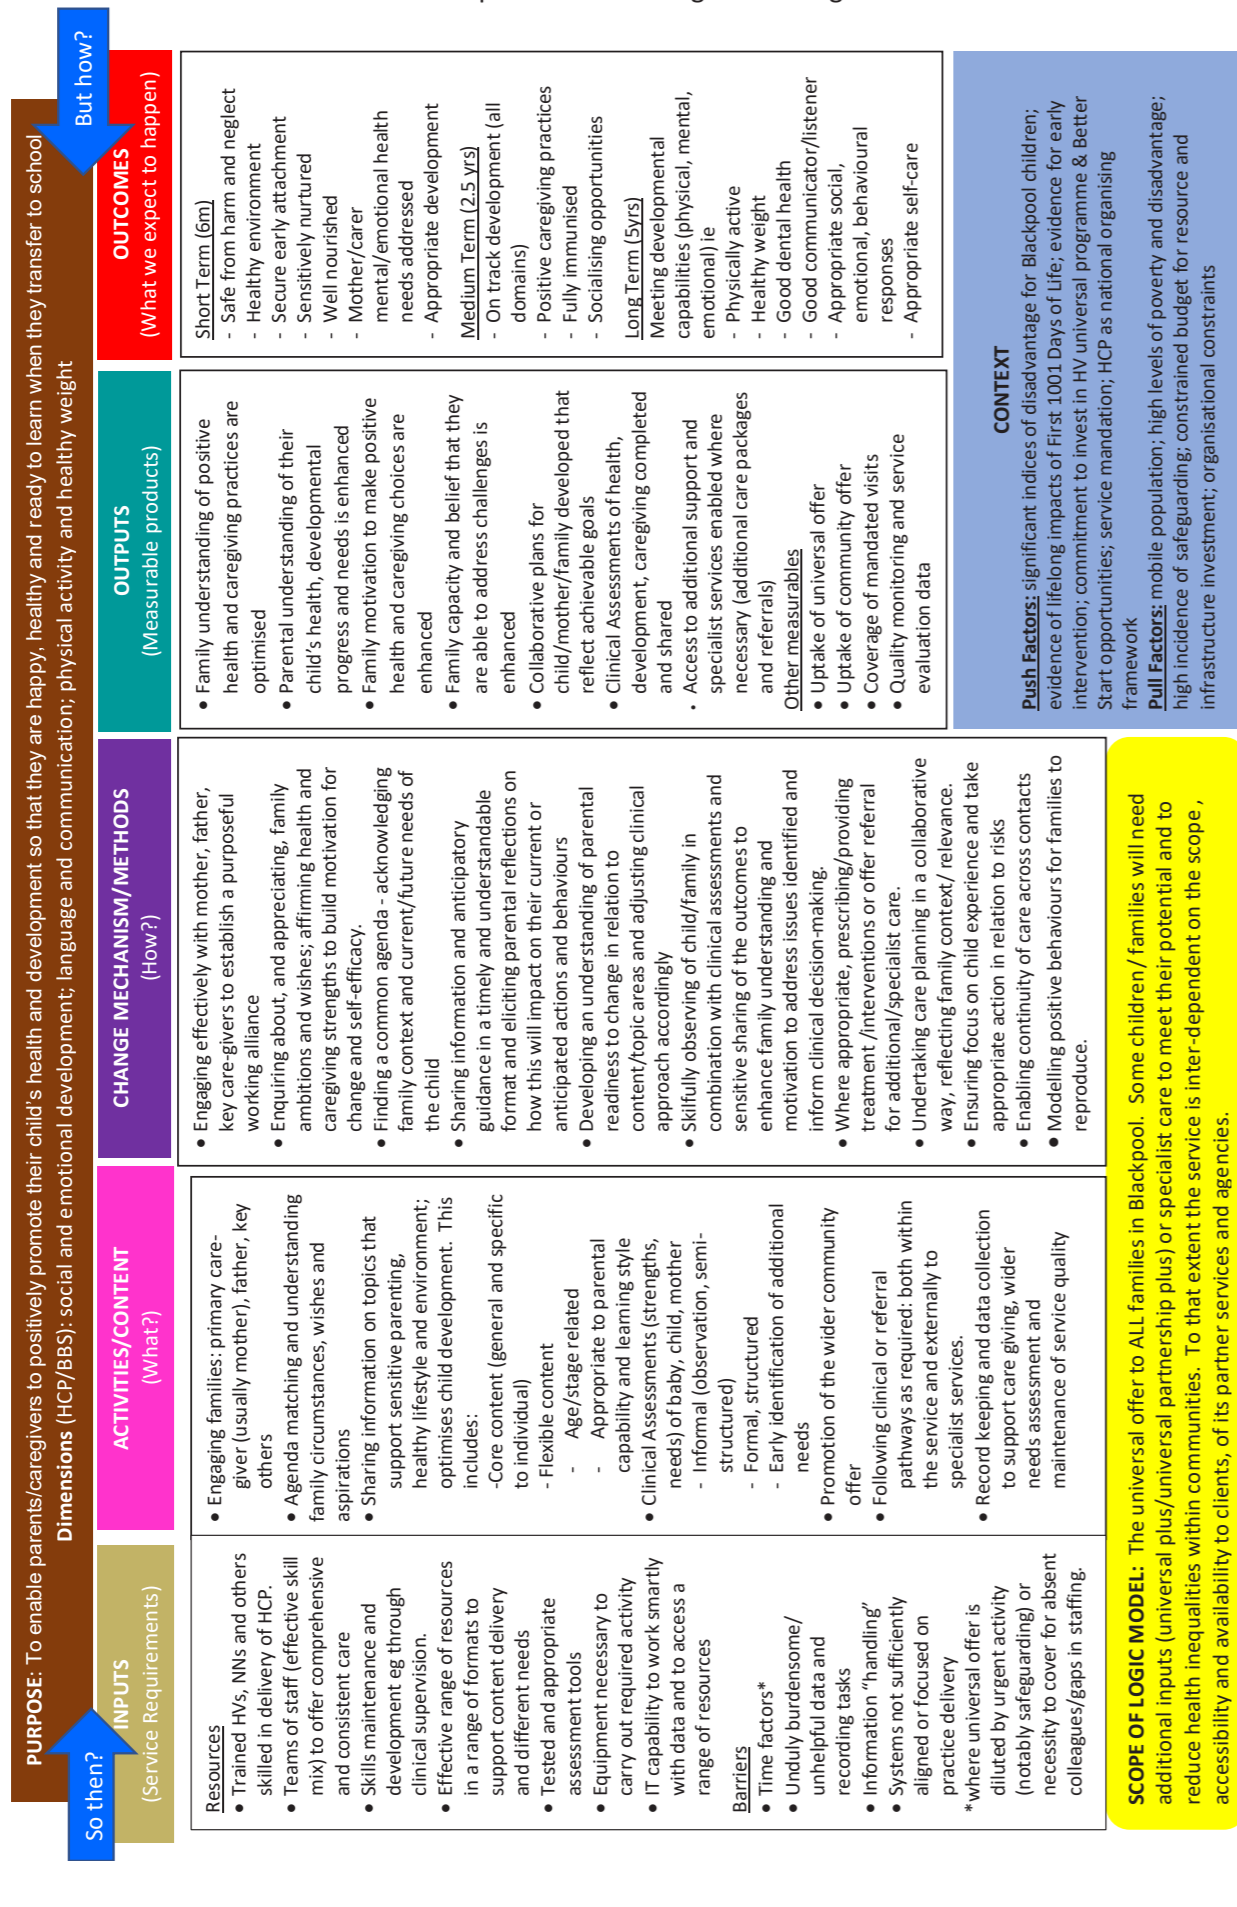 PURPOSE: To enable parents/caregivers to positively promote their child's health and development so that they are happy, healthy and ready to learn when they transfer to school
Dimensions (HCP/BBS): social and emotional development; language and communication; physical activity and healthy weight
So then?
But how?
INPUTS
(Service Requirements)
Resources
• Trained HVs, NNs and others
skilled in delivery of HCP.
• Teams of staff (effective skill
mix) to offer comprehensive
and consistent care
• Skills maintenance and
development eg through
clinical supervision.
• Effective range of resources
in a range of formats to
support content delivery
and different needs
• Tested and appropriate
assessment tools
• Equipment necessary to
carry out required activity
• IT capability to work smartly
with data and to access a
range of resources
Barriers
• Time factors*
• Unduly burdensome/
unhelpful data and
recording tasks
• Information "handling"
• Systems not sufficiently
aligned or focused on
practice delivery
*where universal offer is
diluted by urgent activity
(notably safeguarding) or
necessity to cover for absent
colleagues/gaps in staffing.
ACTIVITIES/CONTENT
(What?)
• Engaging families: primary care-
giver (usually mother), father, key
others
• Agenda matching and understanding
family circumstances, wishes and
aspirations
• Sharing information on topics that
support sensitive parenting,
healthy lifestyle and environment;
optimises child development. This
includes:
-Core content (general and specific
to individual)
- Flexible content
- Age/stage related
- Appropriate to parental
capability and learning style
• Clinical Assessments (strengths,
needs) of baby, child, mother
- Informal (observation, semi-
structured)
- Formal, structured
- Early identification of additional
needs
• Promotion of the wider community
offer
• Following clinical or referral
pathways as required: both within
the service and externally to
specialist services.
• Record keeping and data collection
to support care giving, wider
needs assessment and
maintenance of service quality
CHANGE MECHANISM/METHODS
(How?)
• Engaging effectively with mother, father,
key care-givers to establish a purposeful
working alliance
• Enquiring about, and appreciating, family
ambitions and wishes; affirming health and
caregiving strengths to build motivation for
change and self-efficacy.
• Finding a common agenda - acknowledging
family context and current/future needs of
the child
• Sharing information and anticipatory
guidance in a timely and understandable
format and eliciting parental reflections on
how this will impact on their current or
anticipated actions and behaviours
• Developing an understanding of parental
readiness to change in relation to
content/topic areas and adjusting clinical
approach accordingly
• Skilfully observing of child/family in
combination with clinical assessments and
sensitive sharing of the outcomes to
enhance family understanding and
motivation to address issues identified and
inform clinical decision-making.
• Where appropriate, prescribing/providing
treatment /interventions or offer referral
for additional/specialist care.
• Undertaking care planning in a collaborative
way, reflecting family context/ relevance.
• Ensuring focus on child experience and take
appropriate action in relation to risks
• Enabling continuity of care across contacts
• Modelling positive behaviours for families to
reproduce.
OUTPUTS
(Measurable products)
• Family understanding of positive
health and caregiving practices are
optimised
• Parental understanding of their
child's health, developmental
progress and needs is enhanced
• Family motivation to make positive
health and caregiving choices are
enhanced
• Family capacity and belief that they
are able to address challenges is
enhanced
• Collaborative plans for
child/mother/family developed that
reflect achievable goals
• Clinical Assessments of health,
development, caregiving completed
and shared
• Access to additional support and
specialist services enabled where
necessary (additional care packages
and referrals)
Other measurables
• Uptake of universal offer
• Uptake of community offer
• Coverage of mandated visits
• Quality monitoring and service
evaluation data
OUTCOMES
(What we expect to happen)
Short Term (6m)
- Safe from harm and neglect
- Healthy environment
- Secure early attachment
- Sensitively nurtured
- Well nourished
- Mother/carer
mental/emotional health
needs addressed
- Appropriate development
Medium Term (2.5 yrs)
- On track development (all
domains)
- Positive caregiving practices
- Fully immunised
- Socialising opportunities
Long Term (5yrs)
Meeting developmental
capabilities (physical, mental,
emotional) ie
- Physically active
- Healthy weight
- Good dental health
- Good communicator/listener
- Appropriate social,
emotional, behavioural
responses
- Appropriate self-care
SCOPE OF LOGIC MODEL: The universal offer to ALL families in Blackpool. Some children/ families will need
additional inputs (universal plus/universal partnership plus) or specialist care to meet their potential and to
reduce health inequalities within communities. To that extent the service is inter-dependent on the scope ,
accessibility and availability to clients, of its partner services and agencies.
CONTEXT
Push Factors: significant indices of disadvantage for Blackpool children;
evidence of lifelong impacts of First 1001 Days of Life; evidence for early
intervention; commitment to invest in HV universal programme & Better
Start opportunities; service mandation; HCP as national organising
framework
Pull Factors: mobile population; high levels of poverty and disadvantage;
high incidence of safeguarding; constrained budget for resource and
infrastructure investment; organisational constraints